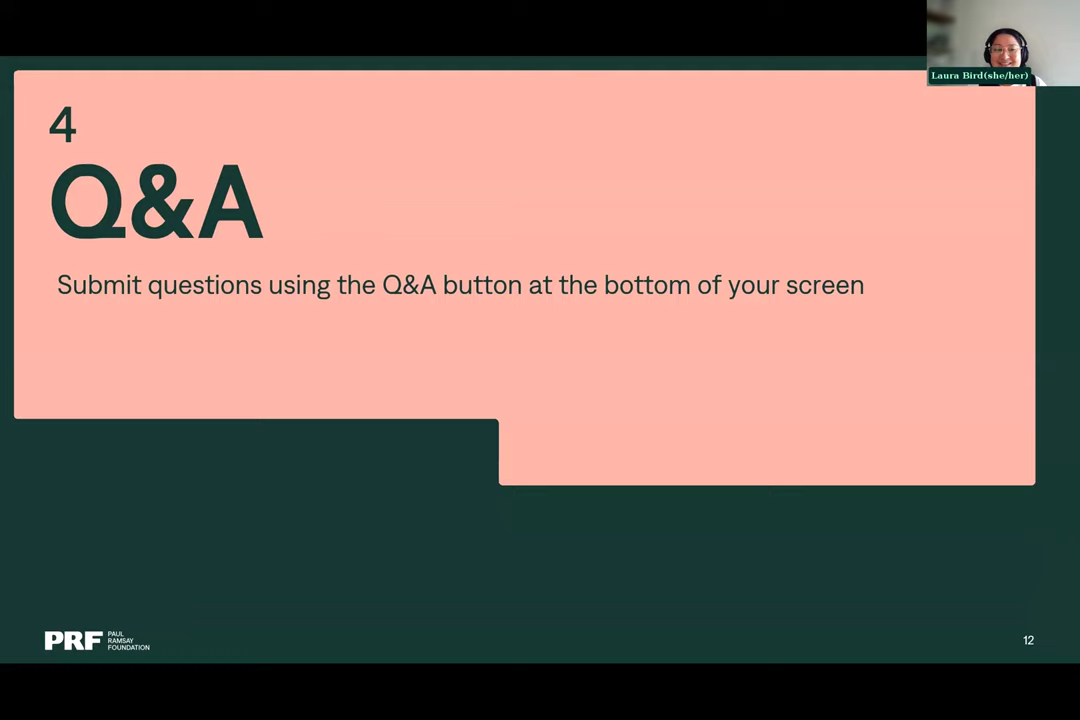 Laura Bird(she/her)
4
Q&A
Submit questions using the Q&A button at the bottom of your screen
PRF
PAUL
RAMSAY
FOUNDATION
12